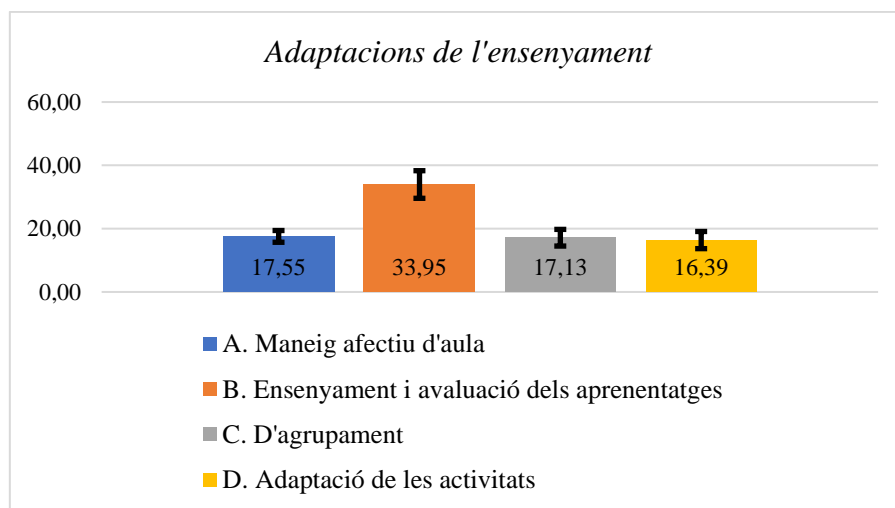 Adaptacions de l'ensenyament
60,00
40,00
20,00
0,00
17,55
33,95
17,13
16,39
A. Maneig afectiu d'aula
B. Ensenyament i avaluació dels aprenentatges
C. D'agrupament
D. Adaptació de les activitats